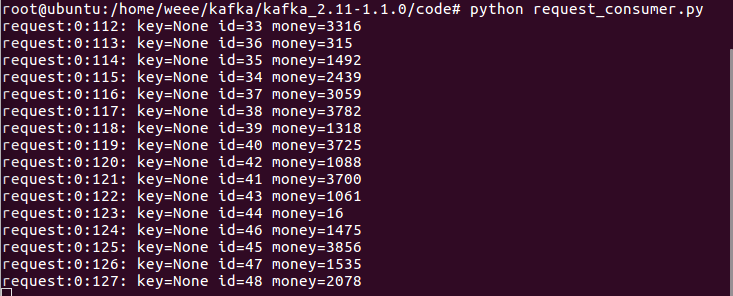 root@ubuntu:/home/weee/kafka/kafka_2.11-1.1.0/code# python request_consumer.py
request:0:112: key=None id=33 money=3316
request:0:113: key=None id=36 money=315
request:0:114: key=None id=35 money=1492
request:0:115: key=None id=34 money=2439
request:0:116: key=None id=37 money=3059
request:0:117: key=None id=38 money=3782
request:0:118: key=None id=39 money=1318
request:0:119: key=None id=40 money=3725
request:0:120: key=None id=42 money=1088
request:0:121: key=None id=41 money=3700
request:0:122: key=None id=43 money=1061
request:0:123: key=None id=44 money=16
request:0:124: key=None id=46 money=1475
request:0:125: key=None id=45 money=3856
request:0:126: key=None id=47 money=1535
request:0:127: key=None id=48 money=2078